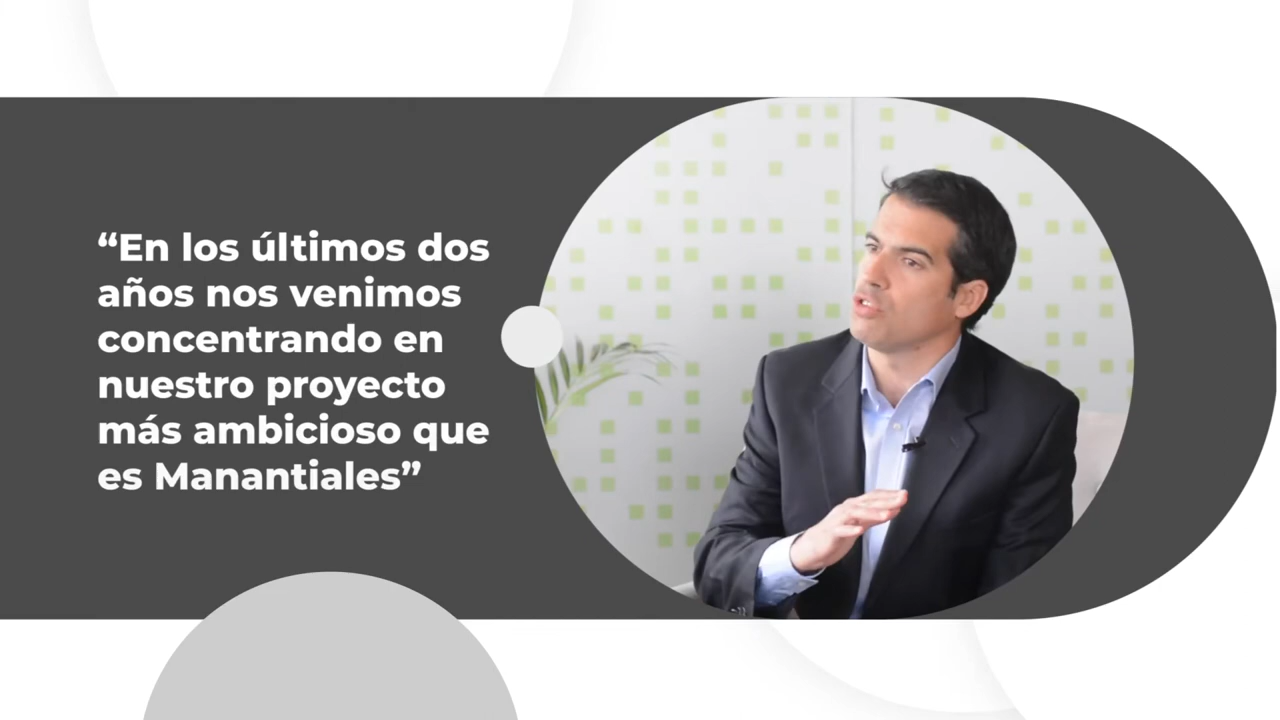 “En los últimos dos
años nos venimos
concentrando en
nuestro proyecto
más ambicioso que
es Manantiales”